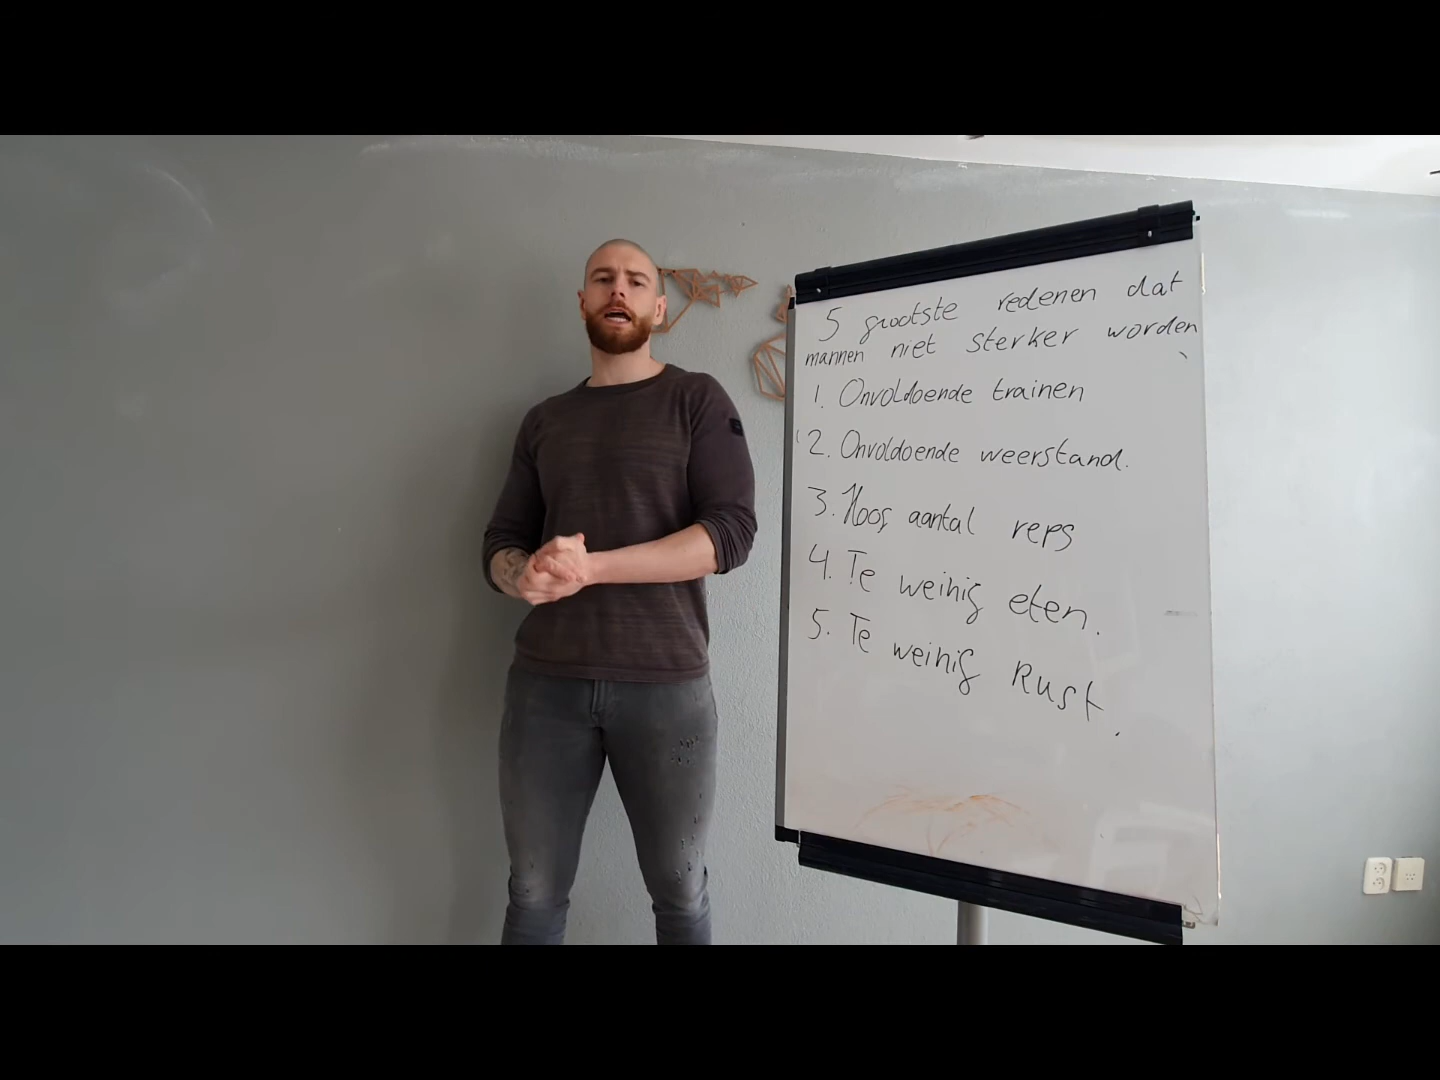 5 grootste redenen dat
mannen niet sterker worden
1. Onvoldoende trainen
2. Onvoldoende weerstand.
3. Hoog aantal reps
4. Te weinig eten.
5. Te weinig Rust.